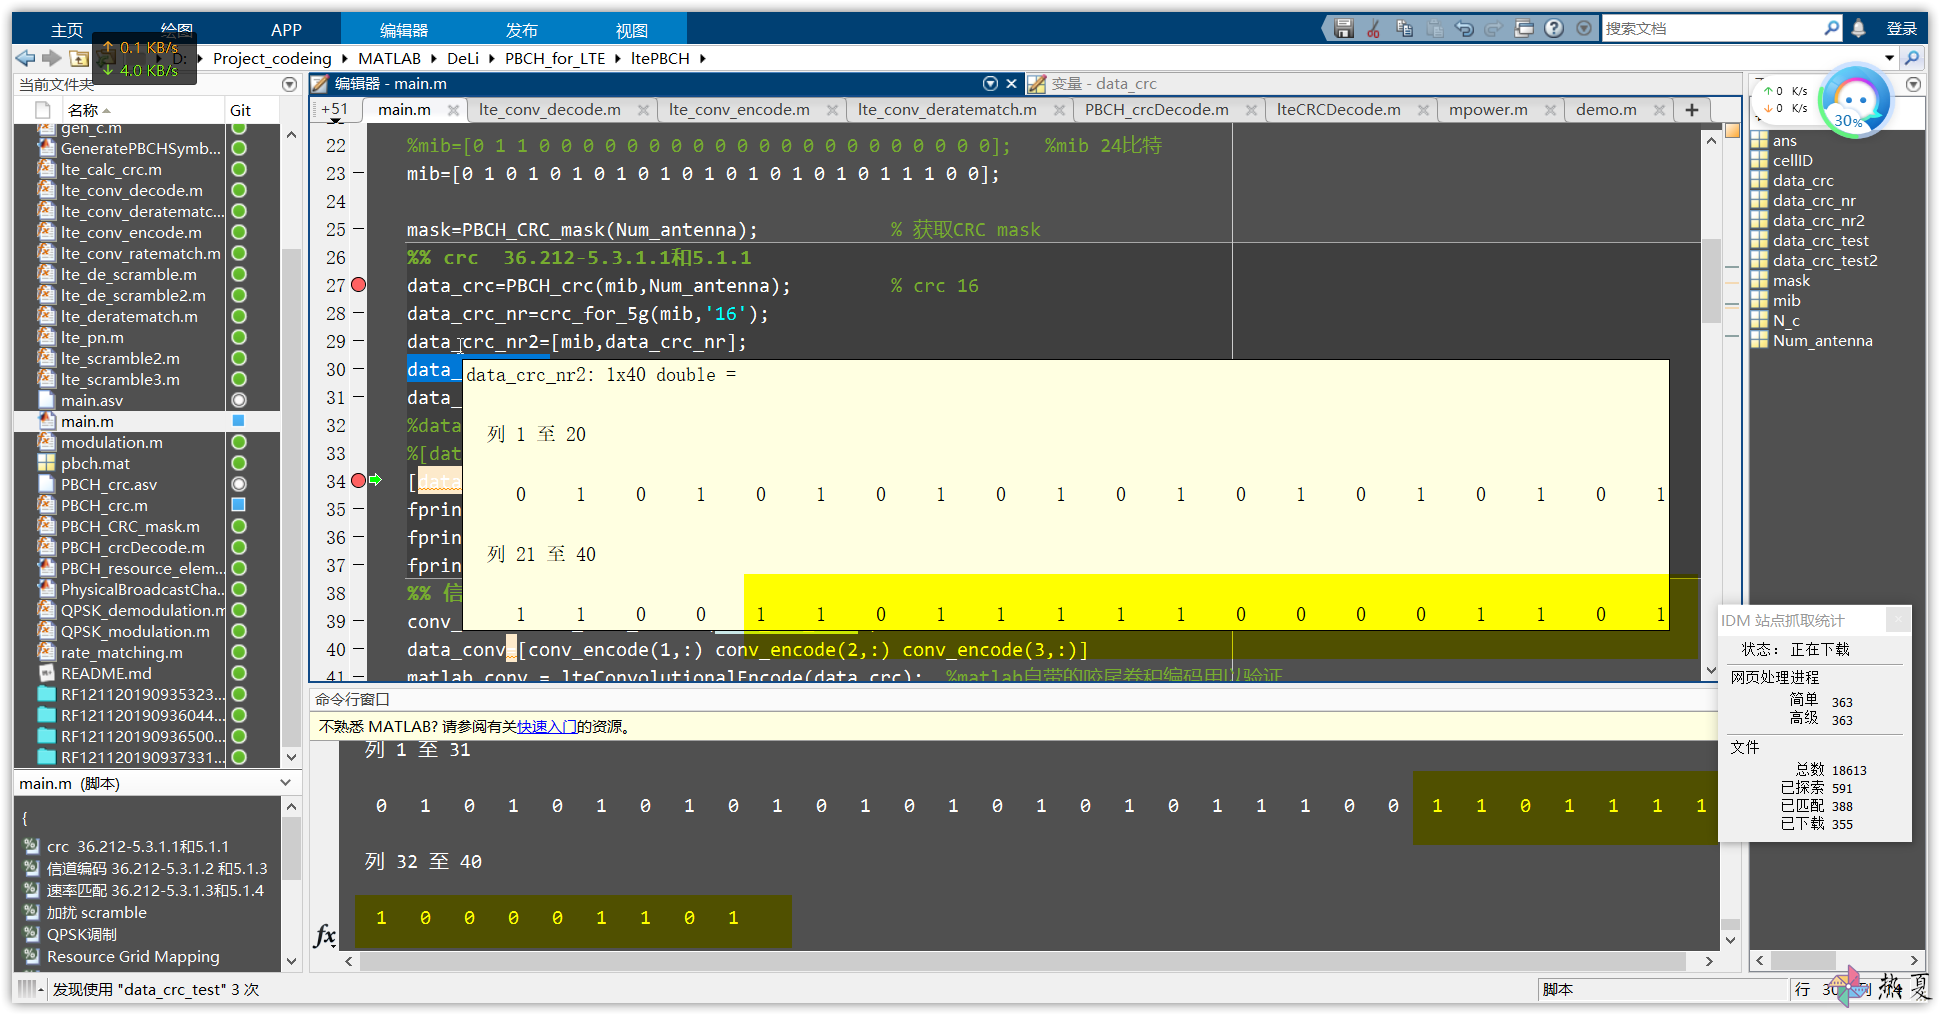 主页 绘图 APP 编辑器 发布 视图
搜索文档 登录
↑ 0.1 KB/s
↓ 4.0 KB/s
D: Project_codeing MATLAB DeLi PBCH_for_LTE ltePBCH
当前文件夹
名称 Git
gen_c.m
GeneratePBCHSymb...
lte_calc_crc.m
lte_conv_decode.m
lte_conv_deratematc...
lte_conv_encode.m
lte_conv_ratematch.m
lte_de_scramble.m
lte_de_scramble2.m
lte_deratematch.m
lte_pn.m
lte_scramble2.m
lte_scramble3.m
main.asv
main.m
modulation.m
pbch.mat
PBCH_crc.asv
PBCH_crc.m
PBCH_CRC_mask.m
PBCH_crcDecode.m
PBCH_resource_elem...
PhysicalBroadcastCha...
QPSK_demodulation.m
QPSK_modulation.m
rate_matching.m
README.md
RF121120190935323...
RF121120190936044...
RF121120190936500...
RF121120190937331...
main.m (脚本)
{
crc 36.212-5.3.1.1和5.1.1
信道编码 36.212-5.3.1.2 和5.1.3
速率匹配 36.212-5.3.1.3和5.1.4
加扰 scramble
QPSK调制
Resource Grid Mapping
发现使用 "data_crc_test" 3 次
编辑器 - main.m
变量 - data_crc
+51 main.m lte_conv_decode.m lte_conv_encode.m lte_conv_deratematch.m PBCH_crcDecode.m lteCRCDecode.m mpower.m demo.m +
22 %mib=[0 1 1 0 0 0 0 0 0 0 0 0 0 0 0 0 0 0 0 0 0 0 0 0]; %mib 24比特
23 mib=[0 1 0 1 0 1 0 1 0 1 0 1 0 1 0 1 0 1 0 1 1 1 0 0];
24
25 mask=PBCH_CRC_mask(Num_antenna); % 获取CRC mask
26 %% crc 36.212-5.3.1.1和5.1.1
27 data_crc=PBCH_crc(mib,Num_antenna); % crc 16
28 data_crc_nr=crc_for_5g(mib,'16');
29 data_crc_nr2=[mib,data_crc_nr];
30 data_
31 data_
32 %data
33 %[dat
34 [data
35 fprin
36 fprin
37 fprin
38 %% 信
39 conv_
40 data_conv=[conv_encode(1,:) conv_encode(2,:) conv_encode(3,:)]
41 matlab_conv = lteConvolutionalEncode(data_crc); %matlab自带的咬尾卷积编码用以验证
data_crc_nr2: 1x40 double =
列 1 至 20
0 1 0 1 0 1 0 1 0 1 0 1 0 1 0 1 0 1 0 1
列 21 至 40
1 1 0 0 1 1 0 1 1 1 1 1 0 0 0 0 1 1 0 1
命令行窗口
不熟悉 MATLAB? 请参阅有关快速入门的资源。
列 1 至 31
0 1 0 1 0 1 0 1 0 1 0 1 0 1 0 1 0 1 0 1 1 1 0 0 1 1 0 1 1 1 1
列 32 至 40
1 0 0 0 0 1 1 0 1
fx
脚本
行 30 列
↑ 0 K/s
↓ 0 K/s
30%
ans
cellID
data_crc
data_crc_nr
data_crc_nr2
data_crc_test
data_crc_test2
mask
mib
N_c
Num_antenna
IDM 站点抓取统计
状态: 正在下载
网页处理进程
简单 363
高级 363
文件
总数 18613
已探索 591
已匹配 388
已下载 355
热夏